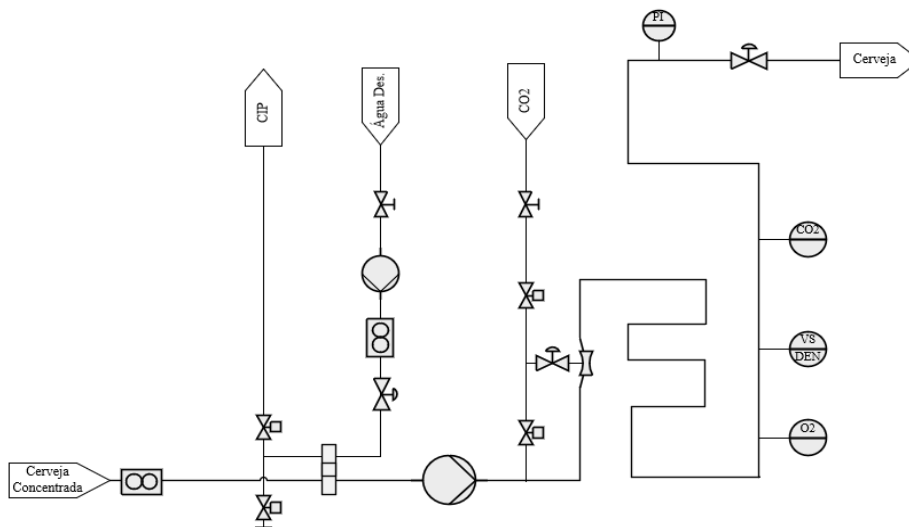 PI
Cerveja
CIP
Água Des.
CO2
CO2
VS
DEN
O2
Cerveja
Concentrada